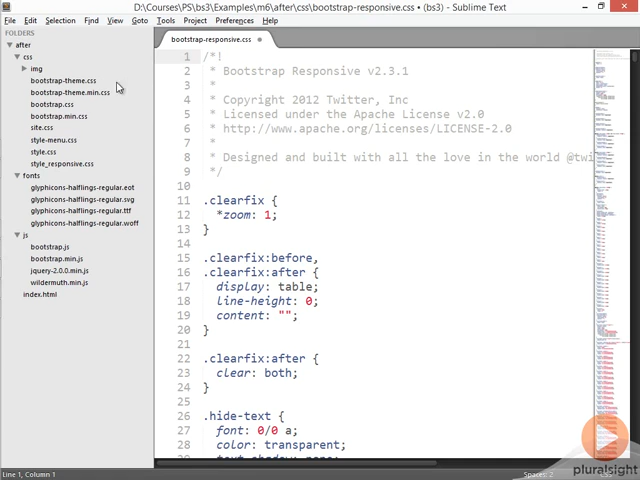 D:\Courses\PS\bs3\Examples\m6\after\css\bootstrap-responsive.css • (bs3) - Sublime Text
File Edit Selection Find View Goto Tools Project Preferences Help
FOLDERS
after
css
img
bootstrap-theme.css
bootstrap-theme.min.css
bootstrap.css
bootstrap.min.css
site.css
style-menu.css
style.css
style_responsive.css
fonts
glyphicons-halflings-regular.eot
glyphicons-halflings-regular.svg
glyphicons-halflings-regular.ttf
glyphicons-halflings-regular.woff
js
bootstrap.js
bootstrap.min.js
jquery-2.0.0.min.js
wildermuth.min.js
index.html
bootstrap-responsive.css
1 /*!
2 * Bootstrap Responsive v2.3.1
3 *
4 * Copyright 2012 Twitter, Inc
5 * Licensed under the Apache License v2.0
6 * http://www.apache.org/licenses/LICENSE-2.0
7 *
8 * Designed and built with all the love in the world @twi
9 */
10
11 .clearfix {
12 *zoom: 1;
13 }
14
15 .clearfix:before,
16 .clearfix:after {
17 display: table;
18 line-height: 0;
19 content: "";
20 }
21
22 .clearfix:after {
23 clear: both;
24 }
25
26 .hide-text {
27 font: 0/0 a;
28 color: transparent;
29 text-shadow: none;
pluralsight
Line 1, Column 1
Spaces: 2
CSS